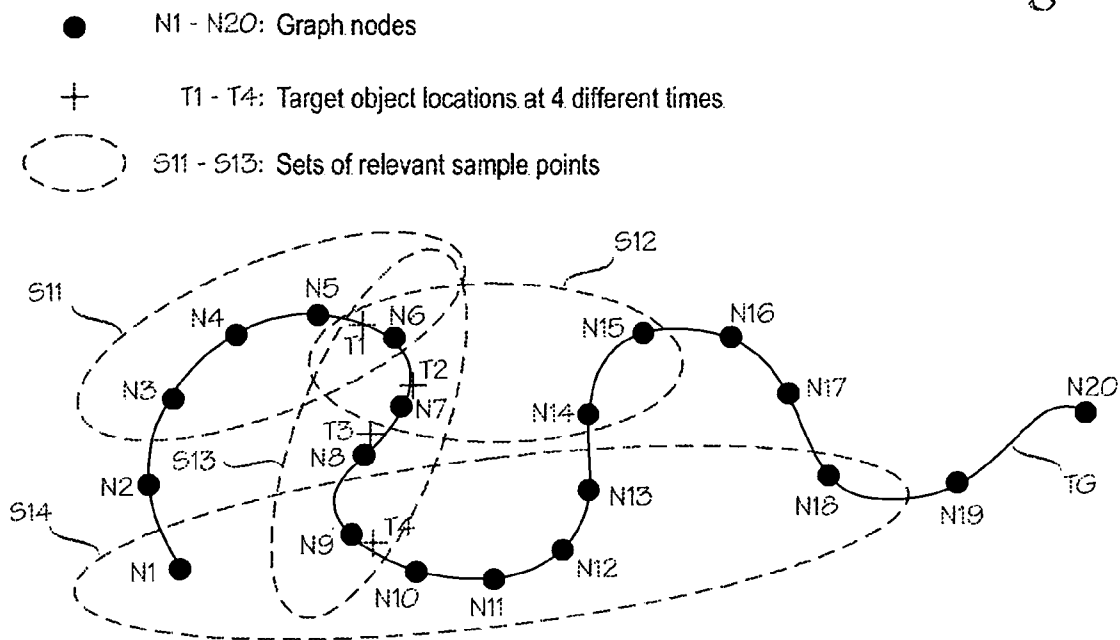 N1 - N20: Graph nodes
T1 - T4: Target object locations at 4 different times
S11 - S13: Sets of relevant sample points
S12
S11
N5
N4
N6
N15
N16
T1
T2
N3
N17
N20
N7
N14
T3
N8
S13
N2
N13
N18
TG
S14
N19
N9
T4
N1
N12
N10
N11